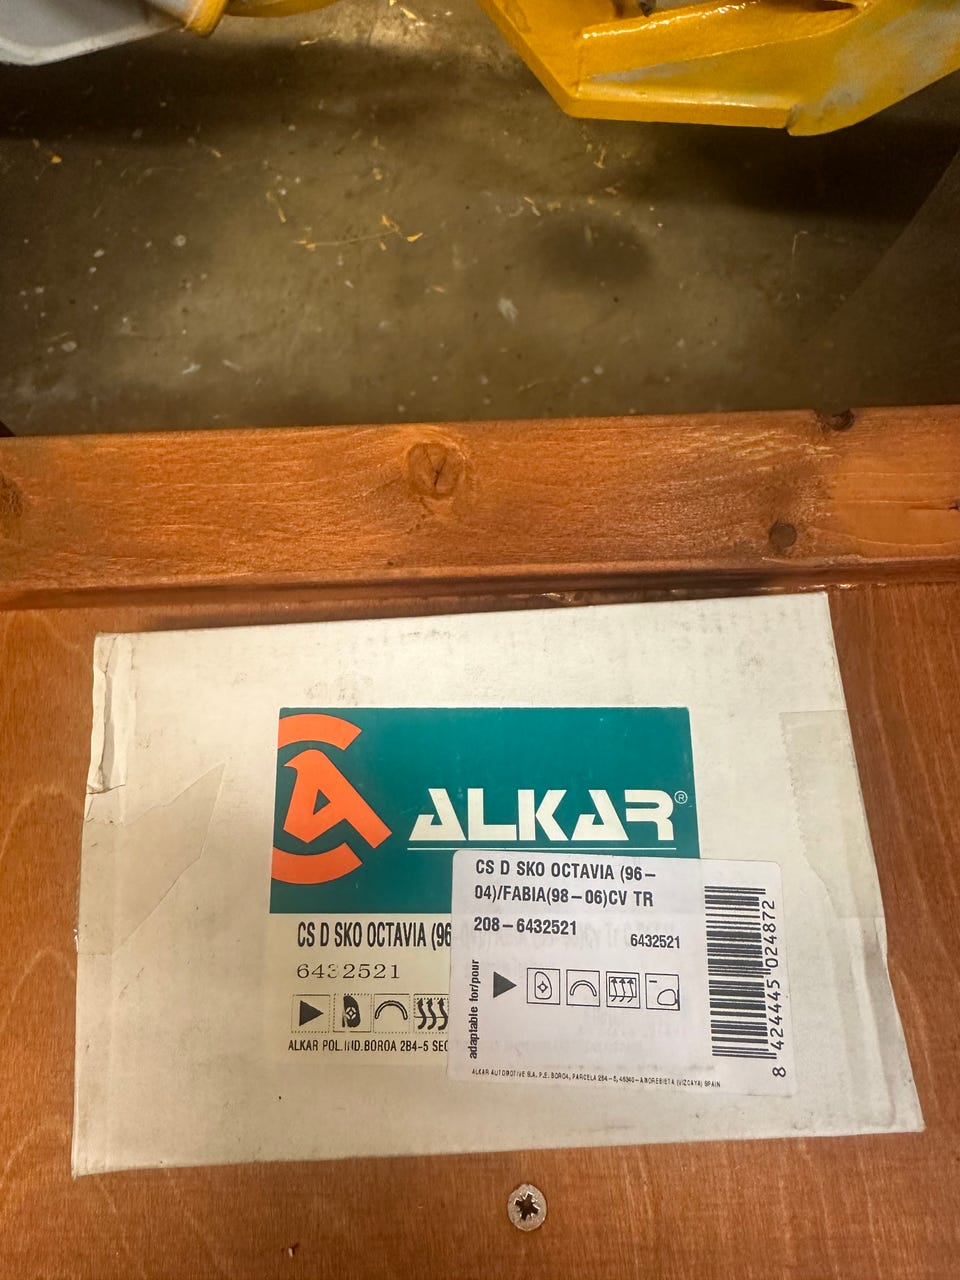 ALKAR®
CS D SKO OCTAVIA (96-
04)/FABIA(98-06)CV TR
208-6432521
6432521
adaptable for/pour
8 424445 024872
ALKAR AUTOMOTIVE S.A. P.E. BOROA, PARCELA 2B4-5, 48340-AMOREBIETA (VIZCAYA) SPAIN
CS D SKO OCTAVIA (96
6432521
ALKAR POL.IND.BOROA 2B4-5 SEC